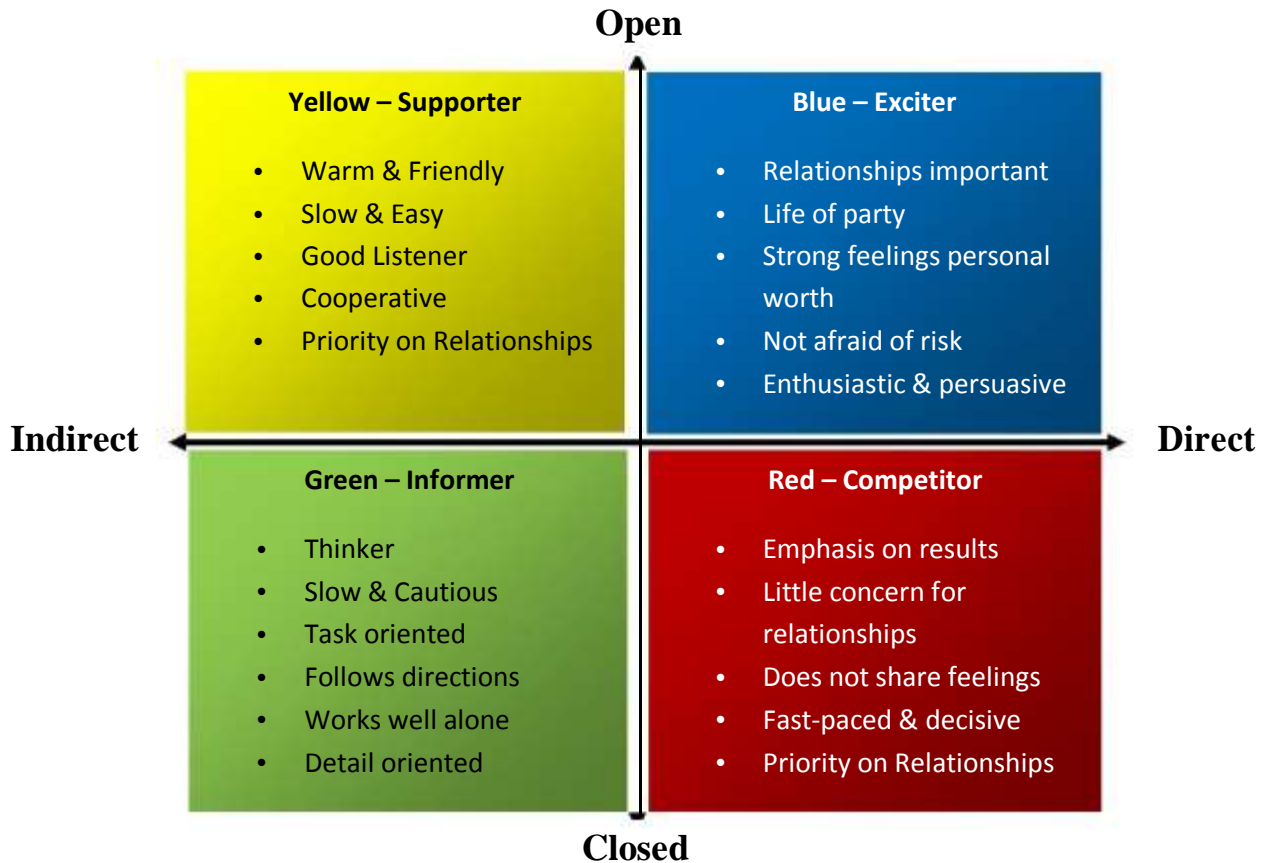 Open
Yellow – Supporter
• Warm & Friendly
• Slow & Easy
• Good Listener
• Cooperative
• Priority on Relationships
Blue – Exciter
• Relationships important
• Life of party
• Strong feelings personal
worth
• Not afraid of risk
• Enthusiastic & persuasive
Indirect
Direct
Green – Informer
• Thinker
• Slow & Cautious
• Task oriented
• Follows directions
• Works well alone
• Detail oriented
Red – Competitor
• Emphasis on results
• Little concern for
relationships
• Does not share feelings
• Fast-paced & decisive
• Priority on Relationships
Closed